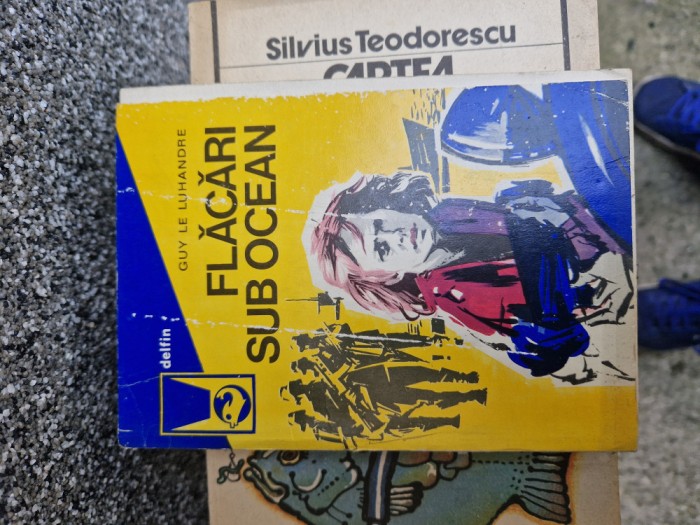 Silvius Teodorescu
CARTEA
GUY LE LUHANDRE
FLĂCĂRI
SUB OCEAN
delfin